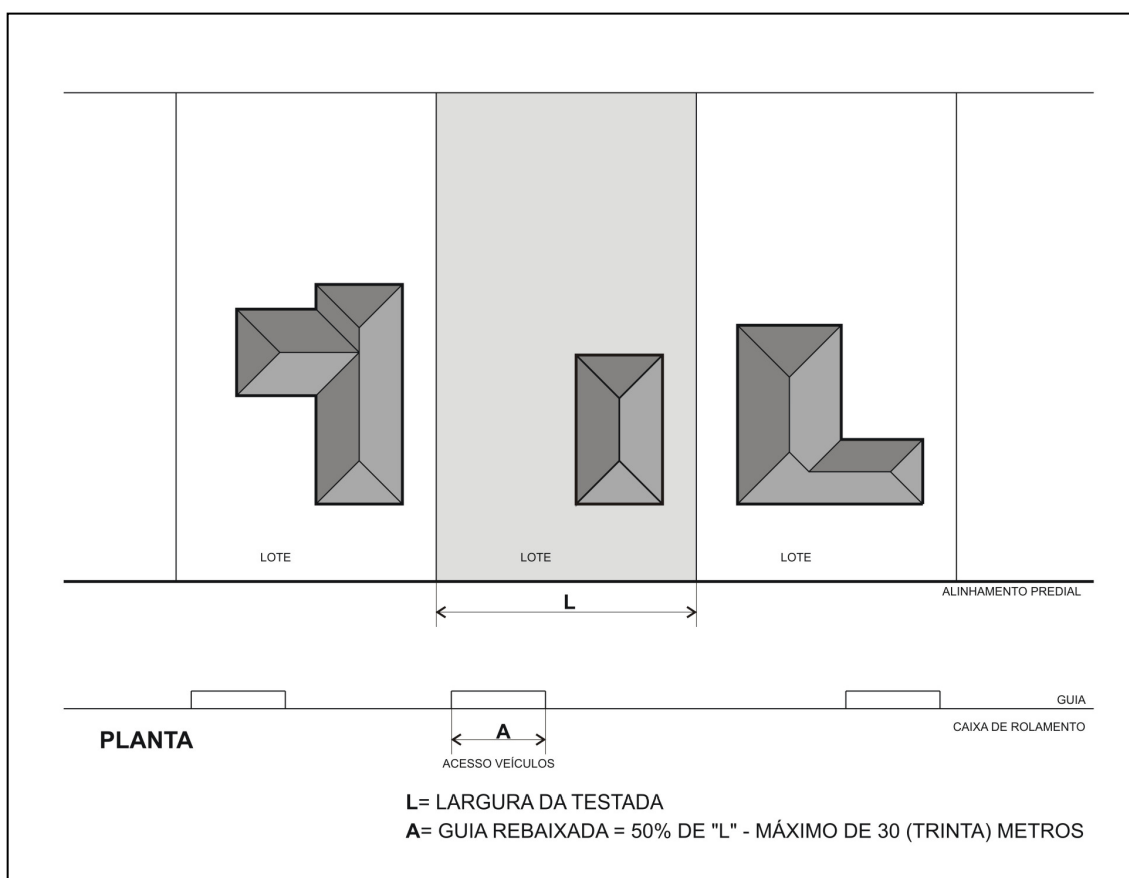 LOTE
LOTE
LOTE
ALINHAMENTO PREDIAL
L
GUIA
CAIXA DE ROLAMENTO
PLANTA
A
ACESSO VEÍCULOS
L= LARGURA DA TESTADA
A= GUIA REBAIXADA = 50% DE "L" - MÁXIMO DE 30 (TRINTA) METROS